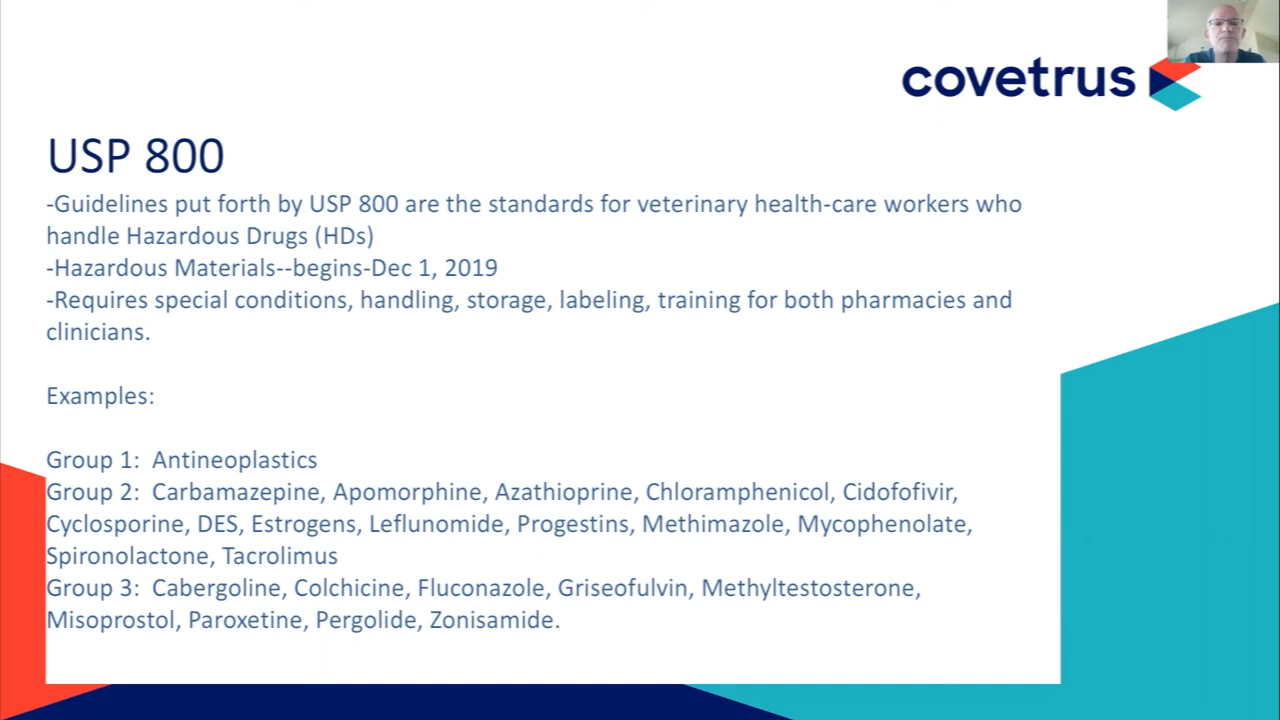 covetrus
USP 800
-Guidelines put forth by USP 800 are the standards for veterinary health-care workers who
handle Hazardous Drugs (HDs)
-Hazardous Materials--begins-Dec 1, 2019
-Requires special conditions, handling, storage, labeling, training for both pharmacies and
clinicians.
Examples:
Group 1:  Antineoplastics
Group 2:  Carbamazepine, Apomorphine, Azathioprine, Chloramphenicol, Cidofofivir,
Cyclosporine, DES, Estrogens, Leflunomide, Progestins, Methimazole, Mycophenolate,
Spironolactone, Tacrolimus
Group 3:  Cabergoline, Colchicine, Fluconazole, Griseofulvin, Methyltestosterone,
Misoprostol, Paroxetine, Pergolide, Zonisamide.